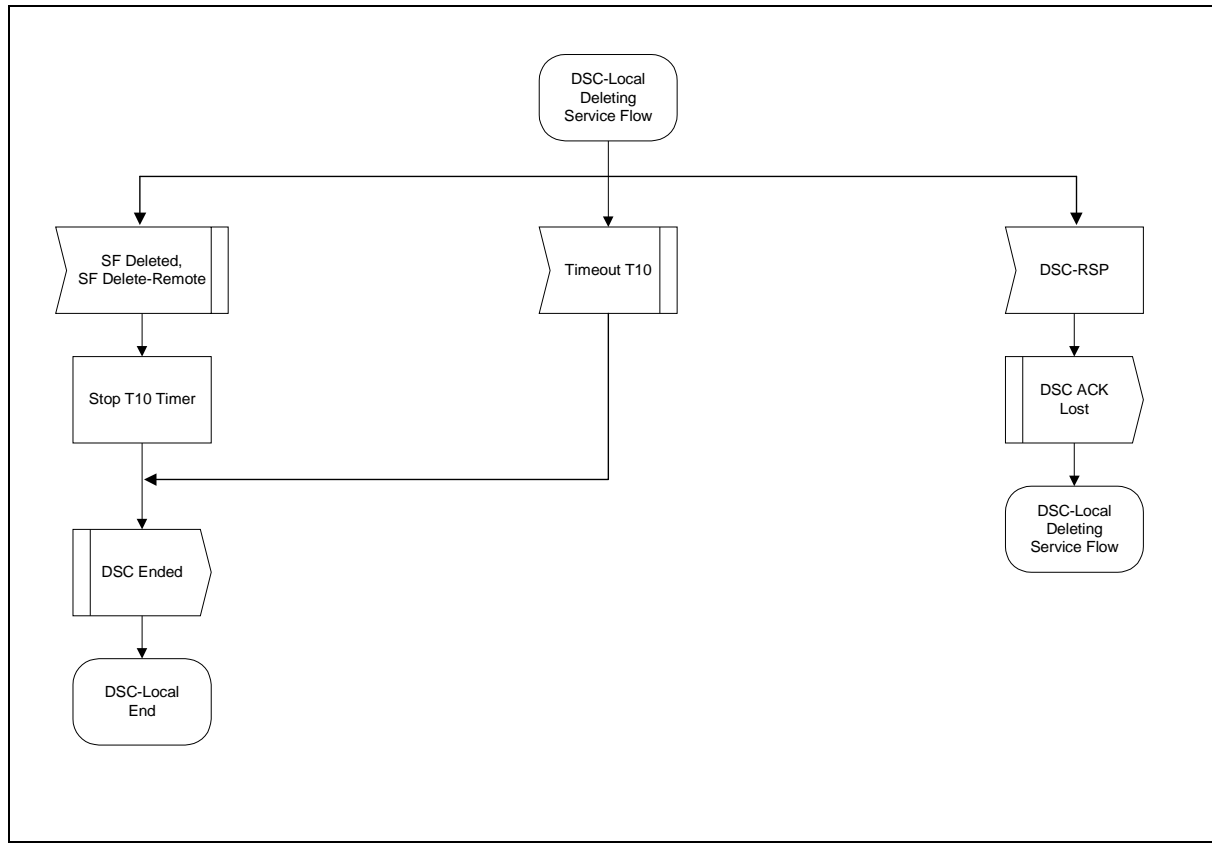 DSC-Local
Deleting
Service Flow
SF Deleted,
SF Delete-Remote
Timeout T10
DSC-RSP
Stop T10 Timer
DSC ACK
Lost
DSC-Local
Deleting
Service Flow
DSC Ended
DSC-Local
End